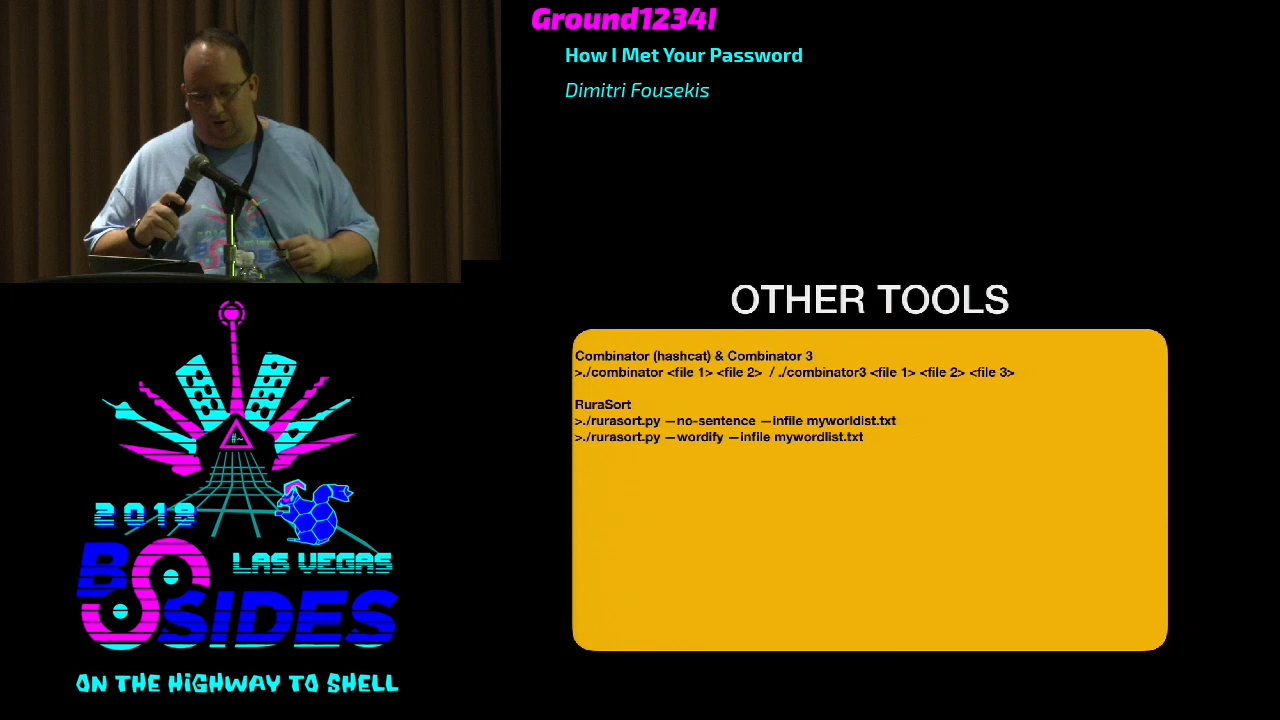 Ground1234!
How I Met Your Password
Dimitri Fousekis
OTHER TOOLS
Combinator (hashcat) & Combinator 3
>./combinator <file 1> <file 2> / ./combinator3 <file 1> <file 2> <file 3>
RuraSort
>./rurasort.py —no-sentence —infile myworldist.txt
>./rurasort.py —wordify —infile mywordlist.txt
#~
2018
LAS VEGAS
BSIDES
ON THE HIGHWAY TO SHELL